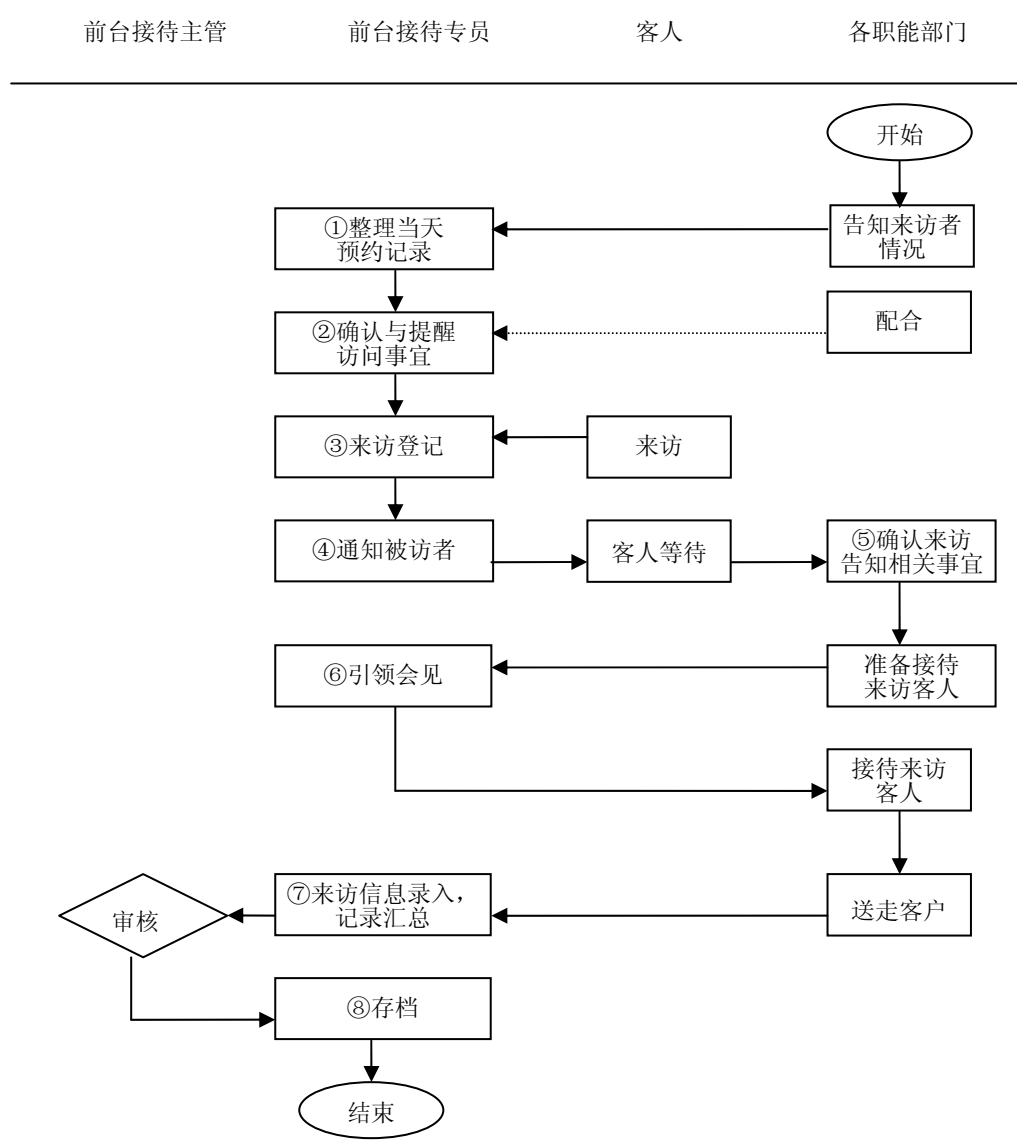 前台接待主管 前台接待专员 客人 各职能部门
开始
①整理当天
预约记录
告知来访者
情况
②确认与提醒
访问事宜
配合
③来访登记
来访
④通知被访者
客人等待
⑤确认来访
告知相关事宜
⑥引领会见
准备接待
来访客人
接待来访
客人
审核
⑦来访信息录入，
记录汇总
送走客户
⑧存档
结束